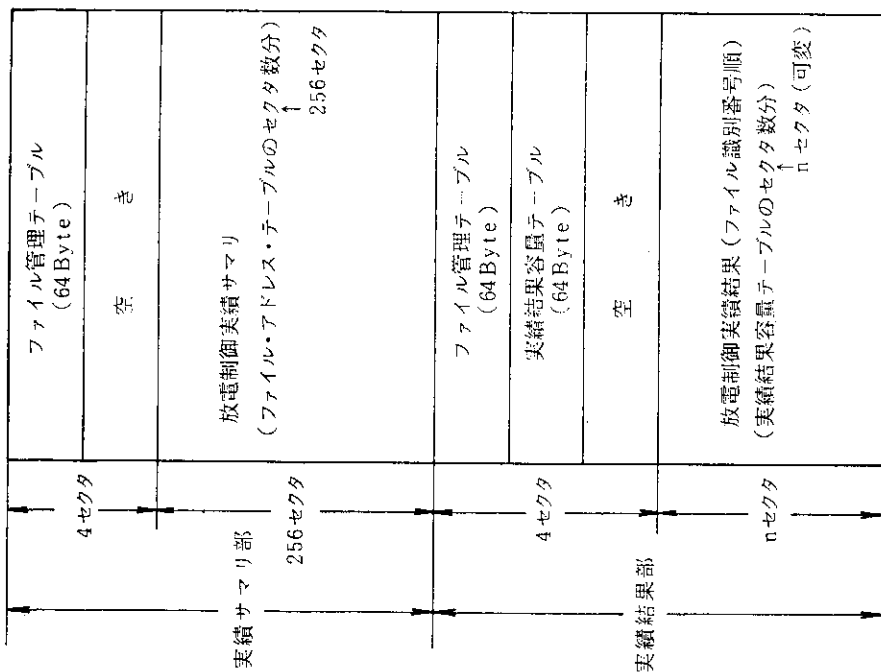 ファイル管理テーブル
(64Byte)
空 き
放電制御実績サマリ
(ファイル・アドレス・テーブルのセクタ数分)
↑
256セクタ
ファイル管理テーブル
(64Byte)
実績結果容量テーブル
(64Byte)
空 き
放電制御実績結果(ファイル識別番号順)
(実績結果容量テーブルのセクタ数分)
↑
nセクタ(可変)
4セクタ
256セクタ
4セクタ
nセクタ
実績サマリ部
実績結果部